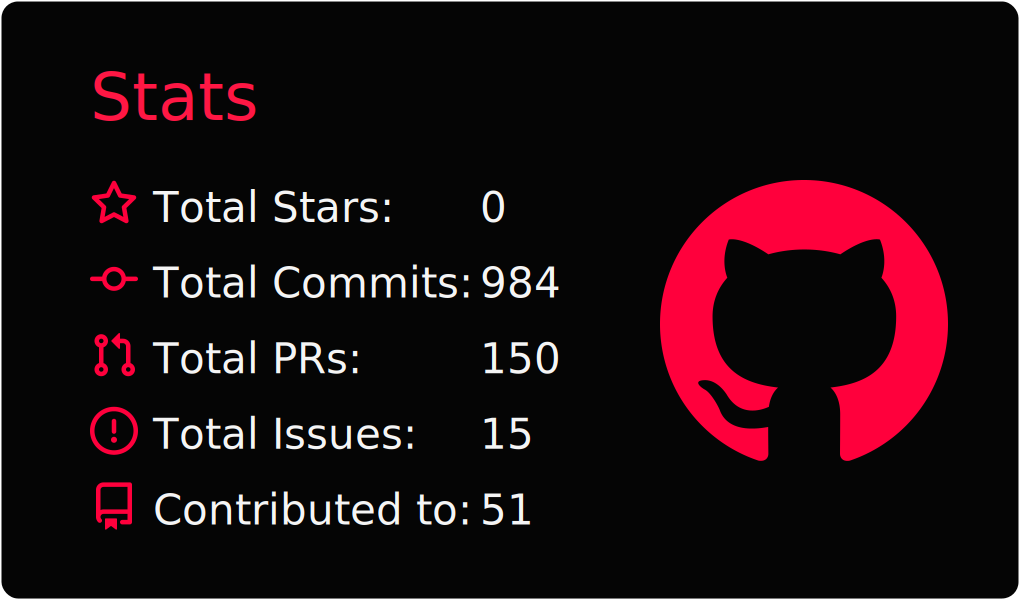 Stats
Total Stars: 0
Total Commits: 984
Total PRs: 150
Total Issues: 15
Contributed to: 51